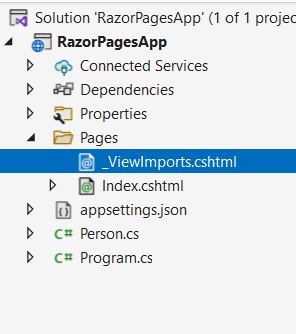 Solution 'RazorPagesApp' (1 of 1 projec
RazorPagesApp
Connected Services
Dependencies
Properties
Pages
_ViewImports.cshtml
Index.cshtml
appsettings.json
C# Person.cs
C# Program.cs